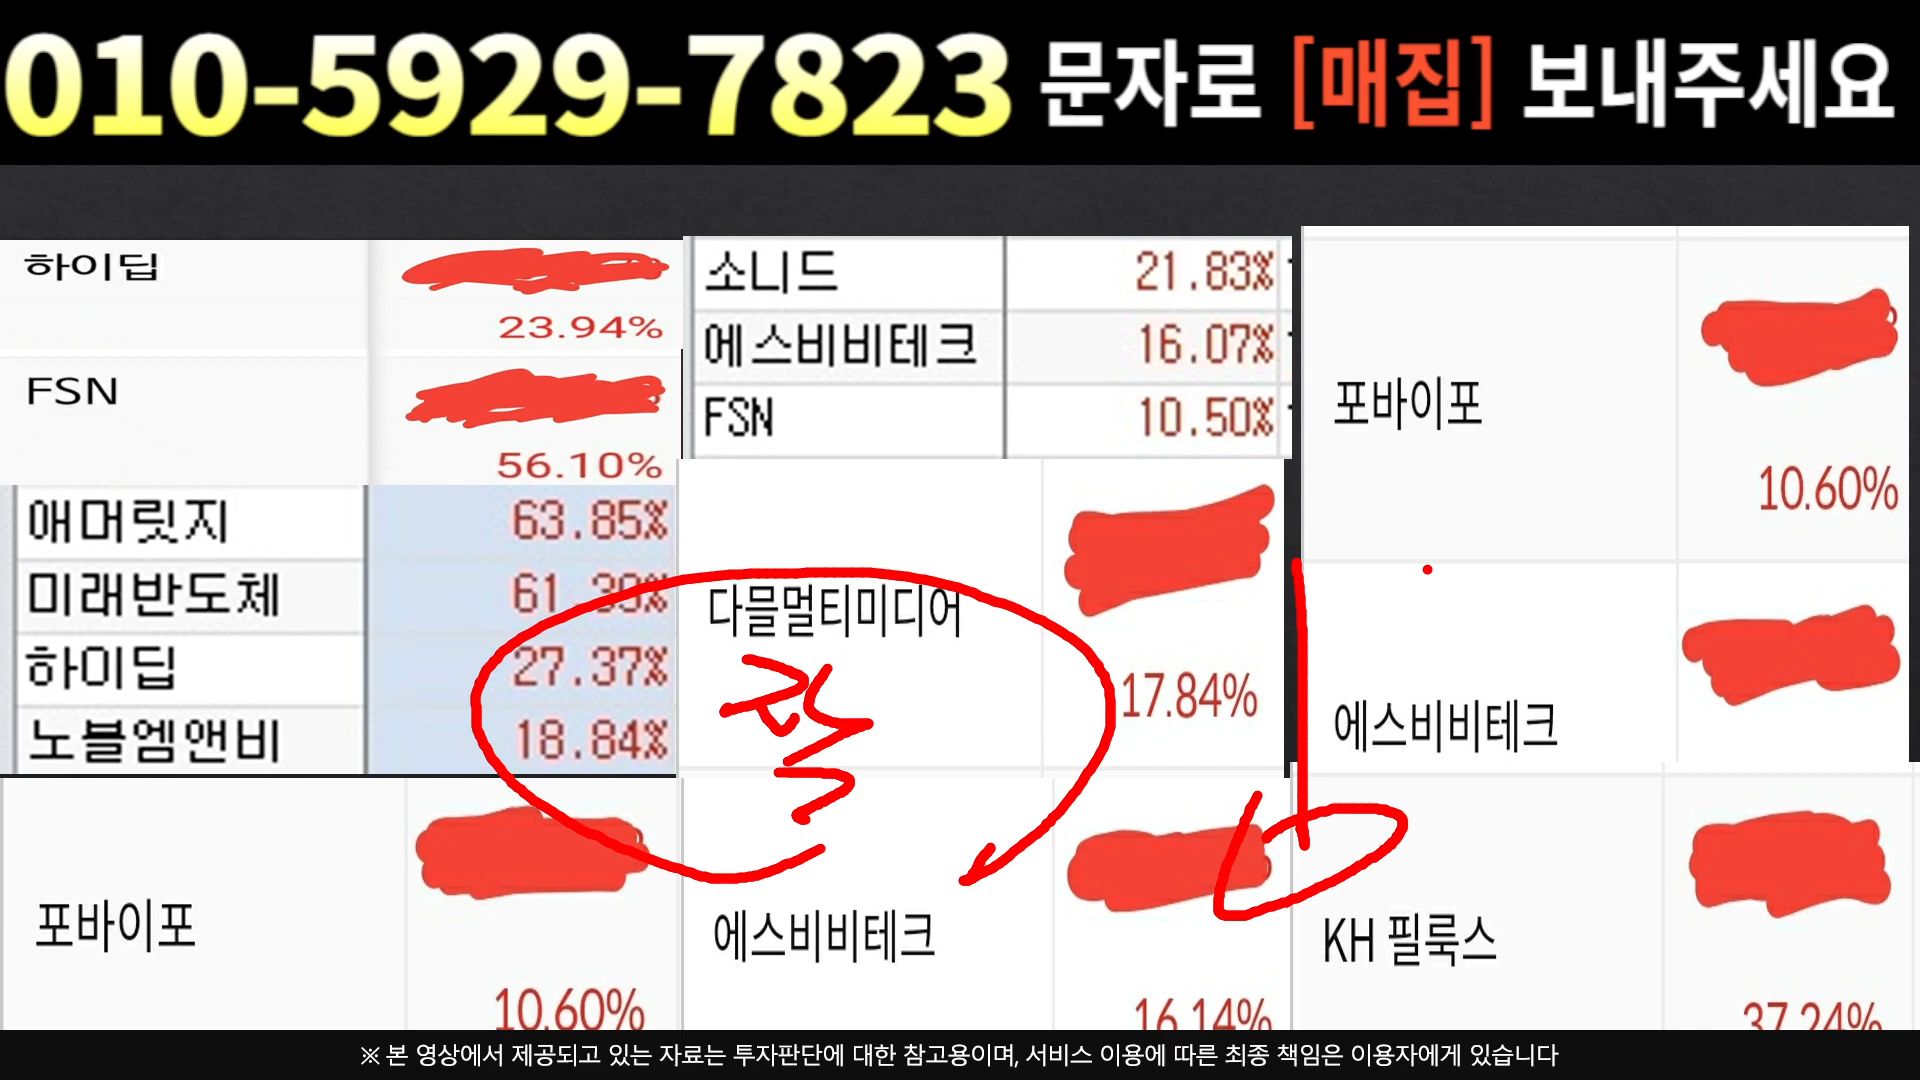 010-5929-7823 문자로 [매집] 보내주세요
하이딥
23.94%
FSN
56.10%
애머릿지 63.85%
미래반도체 61.39%
하이딥 27.37%
노블엠앤비 18.84%
소니드 21.83%
에스비비테크 16.07%
FSN 10.50%
다믈멀티미디어
17.84%
포바이포
10.60%
에스비비테크
포바이포
10.60%
에스비비테크
16.14%
KH 필룩스
37.24%
※ 본 영상에서 제공되고 있는 자료는 투자판단에 대한 참고용이며, 서비스 이용에 따른 최종 책임은 이용자에게 있습니다